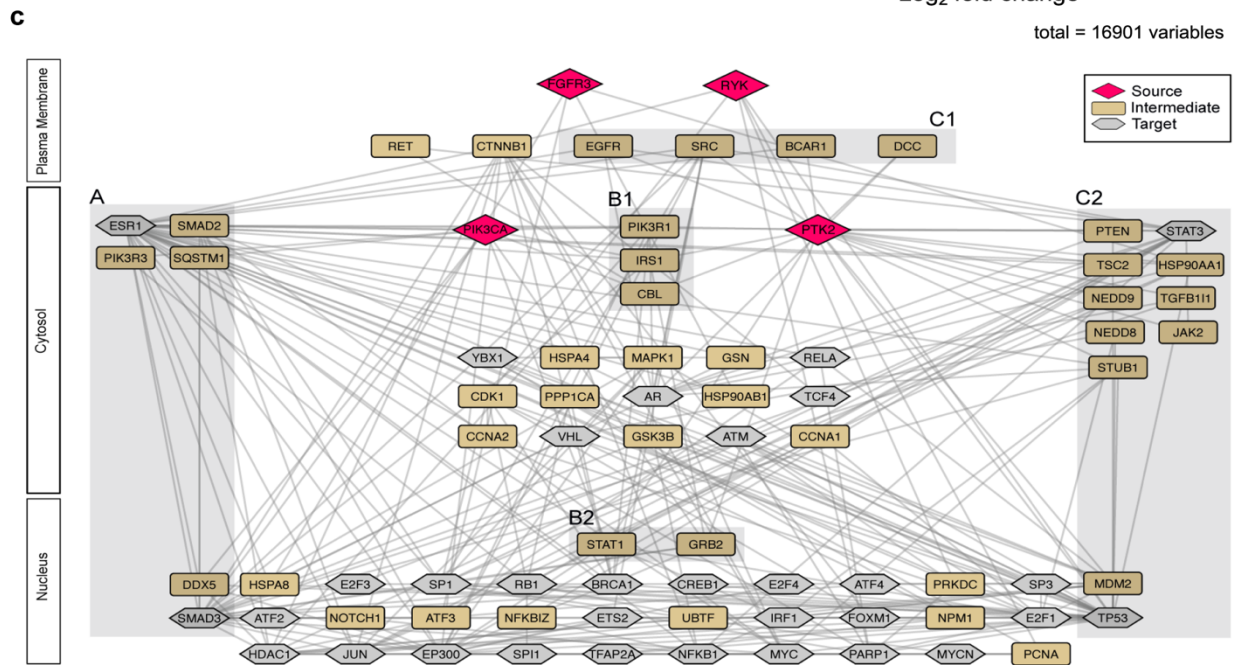 c
Log₂ fold change
total = 16901 variables
Plasma Membrane
Cytosol
Nucleus
Source
Intermediate
Target
FGFR3 RYK
C1
RET CTNNB1 EGFR SRC BCAR1 DCC
A B1 C2
ESR1 SMAD2 PIK3CA PIK3R1 PTK2 PTEN STAT3
PIK3R3 SQSTM1 IRS1 TSC2 HSP90AA1
CBL NEDD9 TGFB1I1
NEDD8 JAK2
YBX1 HSPA4 MAPK1 GSN RELA STUB1
CDK1 PPP1CA AR HSP90AB1 TCF4
CCNA2 VHL GSK3B ATM CCNA1
B2
STAT1 GRB2
DDX5 HSPA8 E2F3 SP1 RB1 BRCA1 CREB1 E2F4 ATF4 PRKDC SP3 MDM2
SMAD3 ATF2 NOTCH1 ATF3 NFKBIZ ETS2 UBTF IRF1 FOXM1 NPM1 E2F1 TP53
HDAC1 JUN EP300 SPI1 TFAP2A NFKB1 MYC PARP1 MYCN PCNA